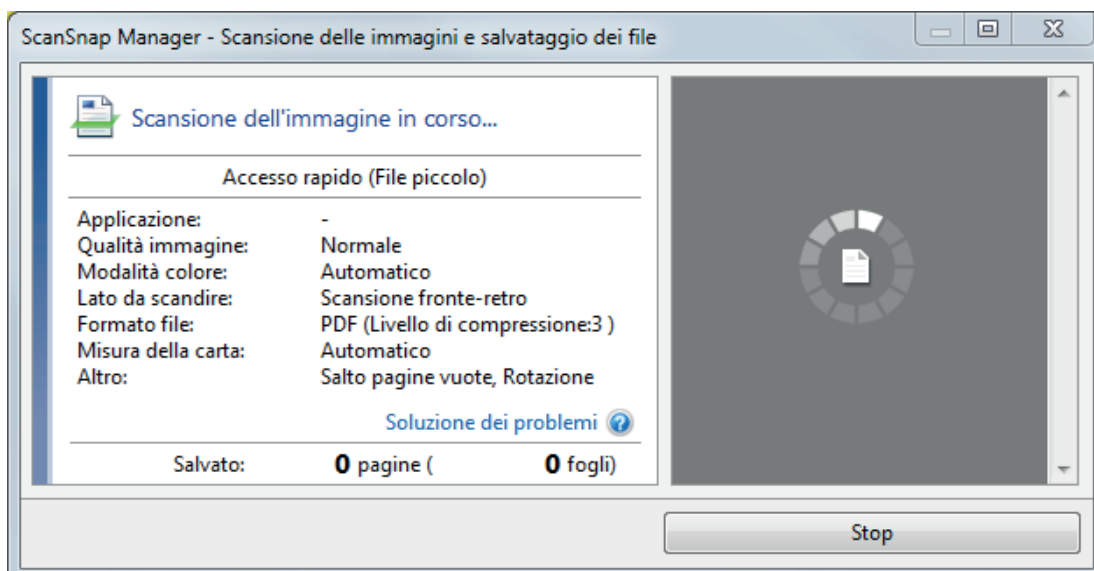 ScanSnap Manager - Scansione delle immagini e salvataggio dei file
Scansione dell'immagine in corso...
Accesso rapido (File piccolo)
Applicazione: -
Qualità immagine: Normale
Modalità colore: Automatico
Lato da scandire: Scansione fronte-retro
Formato file: PDF (Livello di compressione:3 )
Misura della carta: Automatico
Altro: Salto pagine vuote, Rotazione
Soluzione dei problemi
Salvato: 0 pagine ( 0 fogli)
Stop